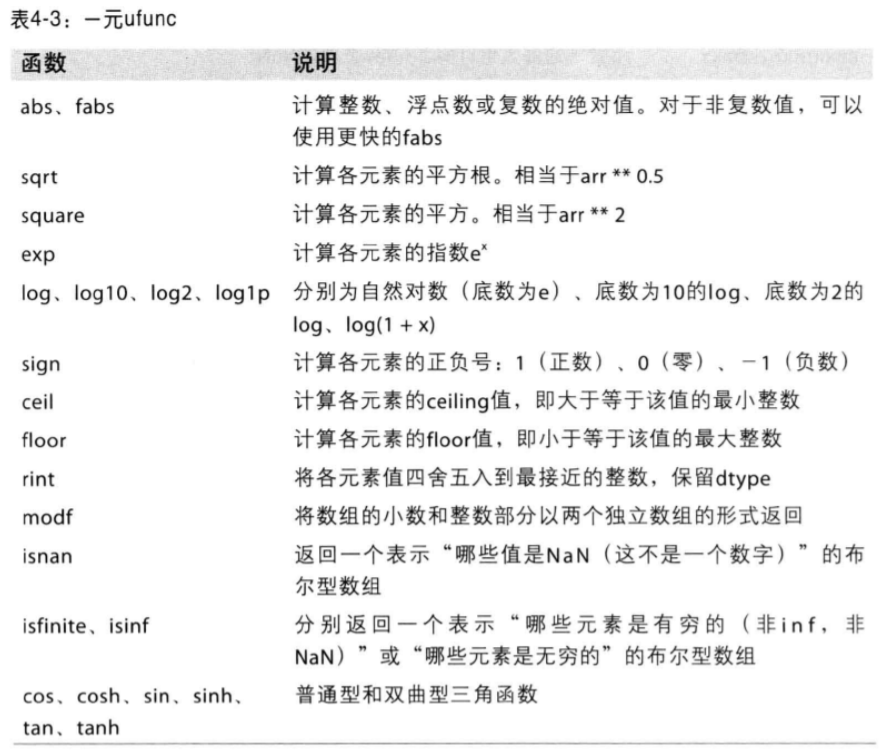 表4-3：一元ufunc
函数 说明
abs、fabs 计算整数、浮点数或复数的绝对值。对于非复数值，可以
使用更快的fabs
sqrt 计算各元素的平方根。相当于arr ** 0.5
square 计算各元素的平方。相当于arr ** 2
exp 计算各元素的指数eˣ
log、log10、log2、log1p 分别为自然对数（底数为e）、底数为10的log、底数为2的
log、log(1 + x)
sign 计算各元素的正负号：1（正数）、0（零）、－1（负数）
ceil 计算各元素的ceiling值，即大于等于该值的最小整数
floor 计算各元素的floor值，即小于等于该值的最大整数
rint 将各元素值四舍五入到最接近的整数，保留dtype
modf 将数组的小数和整数部分以两个独立数组的形式返回
isnan 返回一个表示“哪些值是NaN（这不是一个数字）”的布
尔型数组
isfinite、isinf 分别返回一个表示“哪些元素是有穷的（非inf，非
NaN）”或“哪些元素是无穷的”的布尔型数组
cos、cosh、sin、sinh、 普通型和双曲型三角函数
tan、tanh